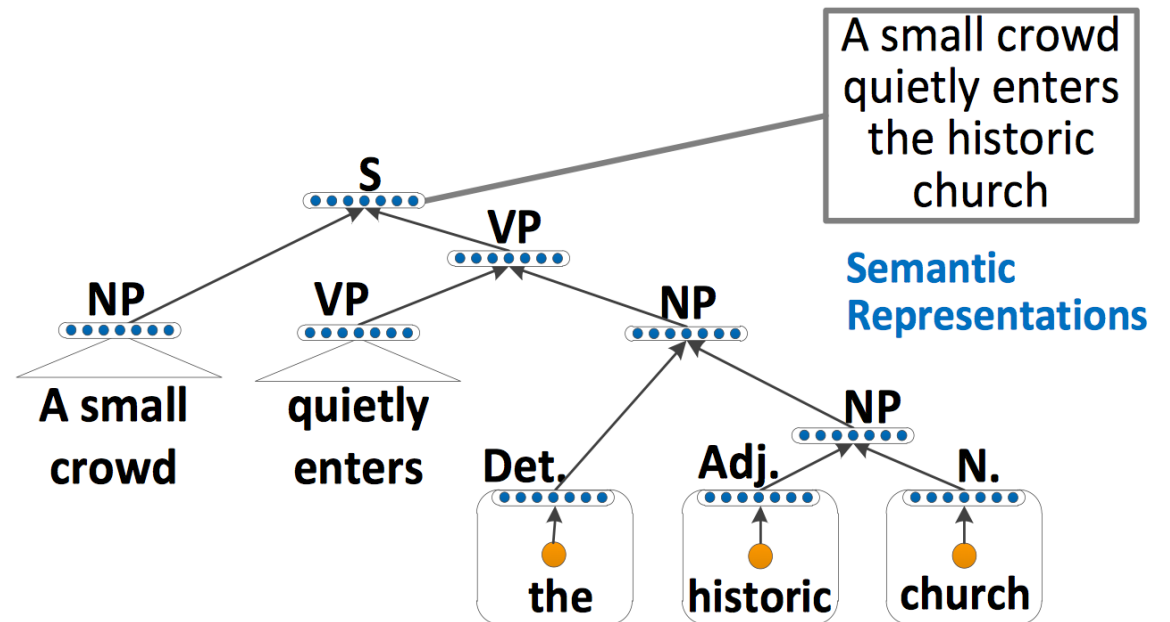 A small crowd
quietly enters
the historic
church
S
VP
Semantic
Representations
NP
VP
NP
A small
crowd
quietly
enters
NP
Det.
Adj.
N.
the
historic
church